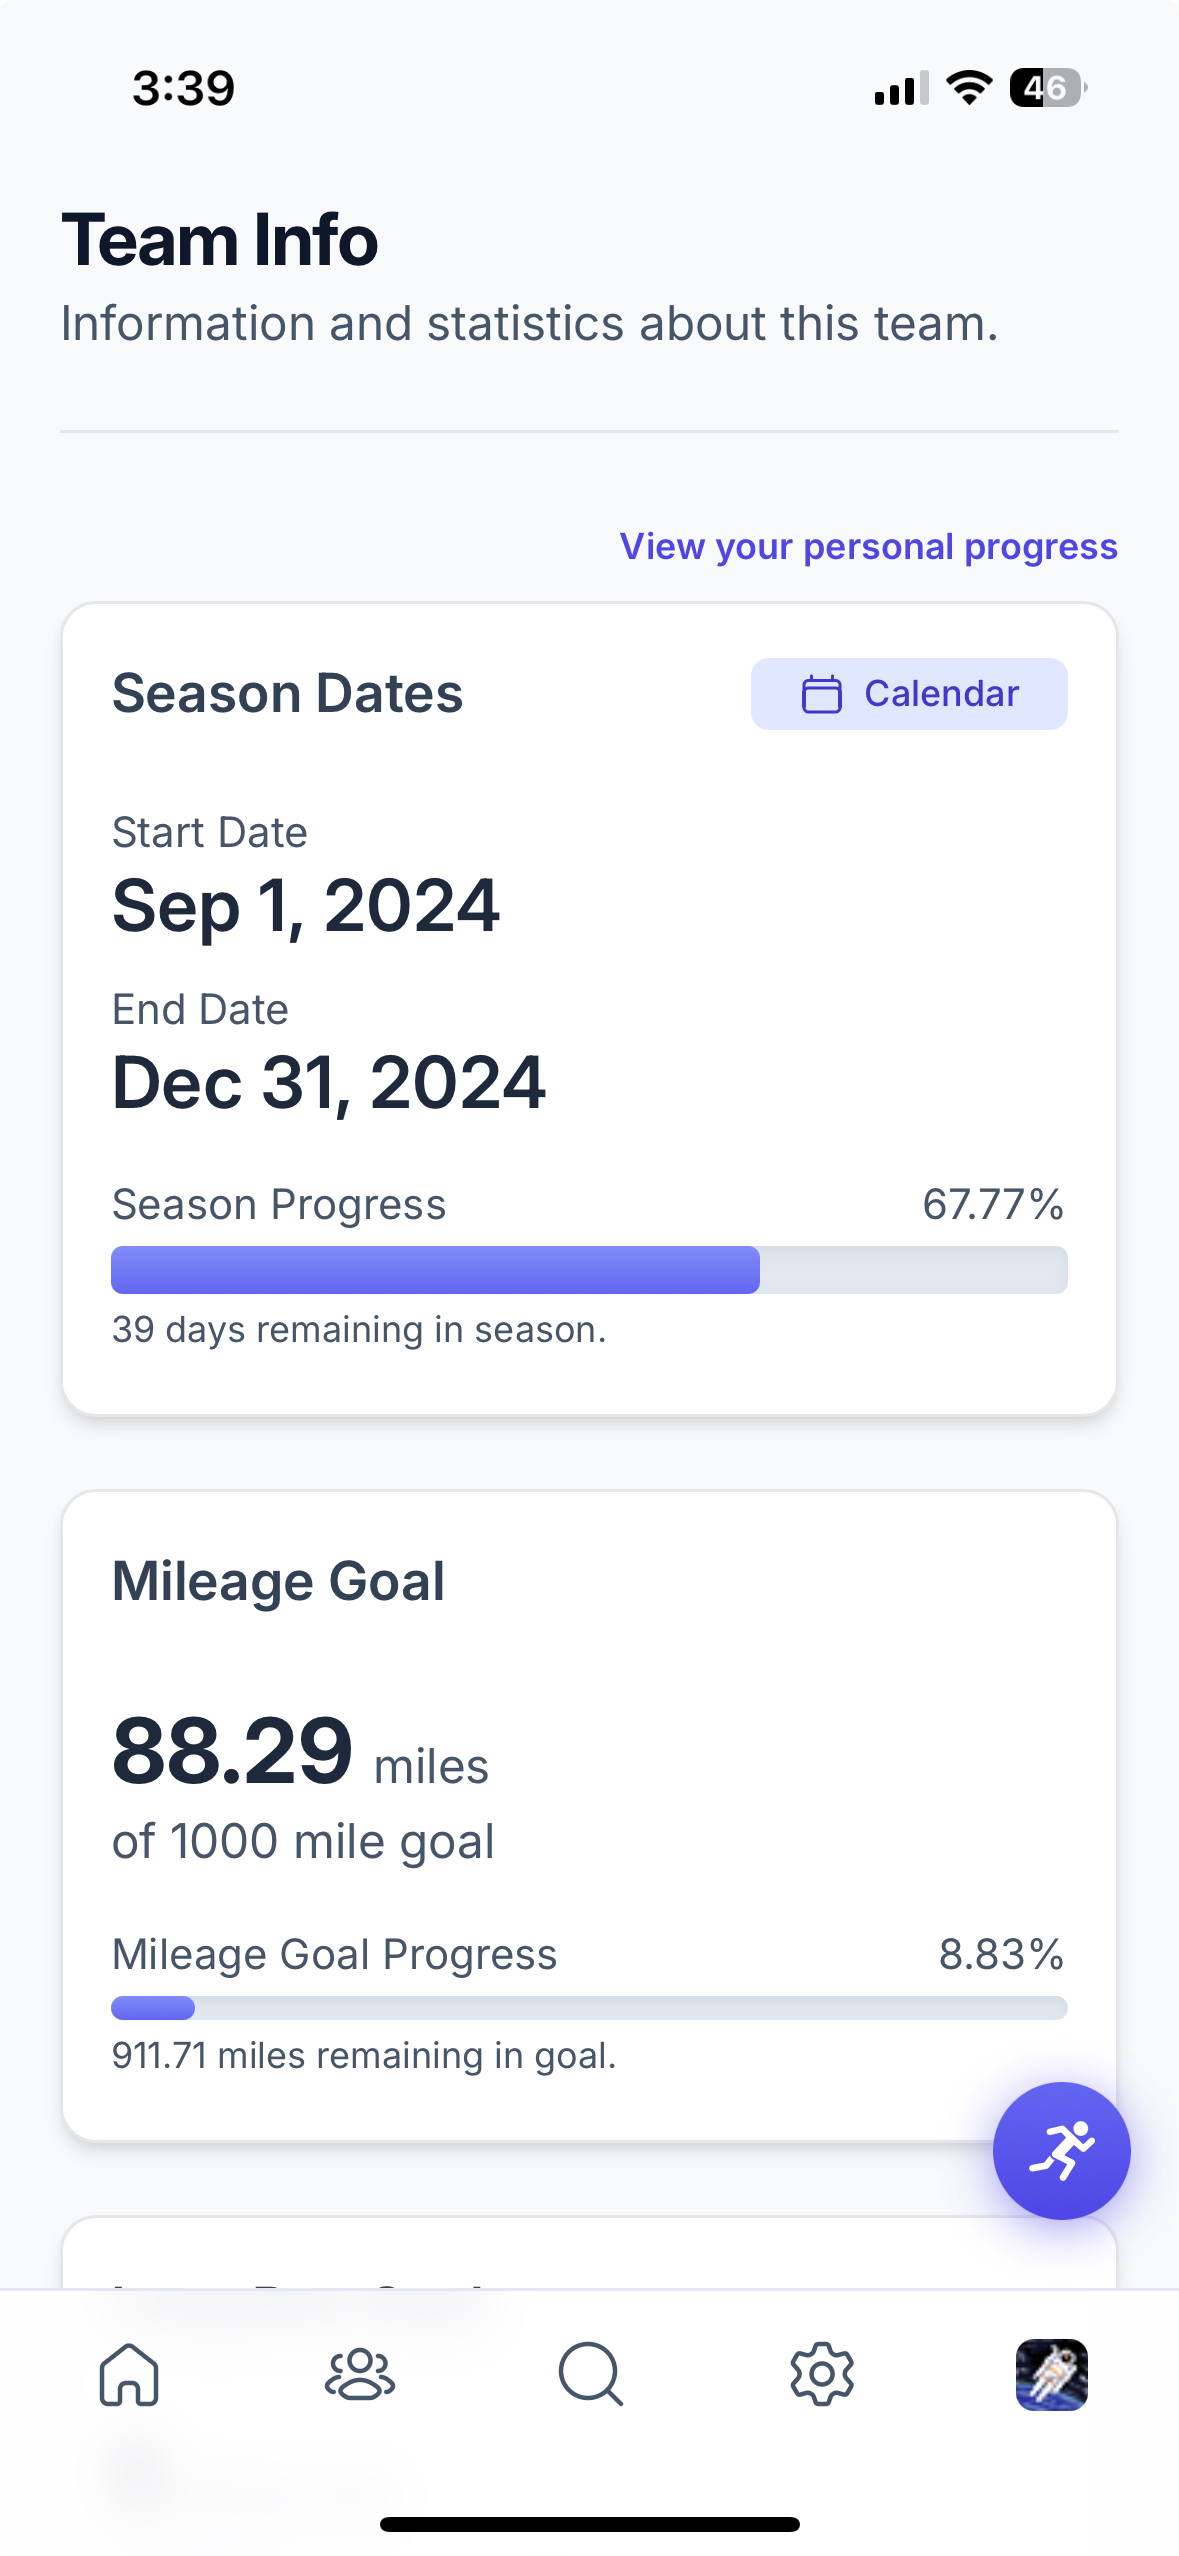 3:39
46
Team Info
Information and statistics about this team.
View your personal progress
Season Dates
Calendar
Start Date
Sep 1, 2024
End Date
Dec 31, 2024
Season Progress
67.77%
39 days remaining in season.
Mileage Goal
88.29 miles
of 1000 mile goal
Mileage Goal Progress
8.83%
911.71 miles remaining in goal.